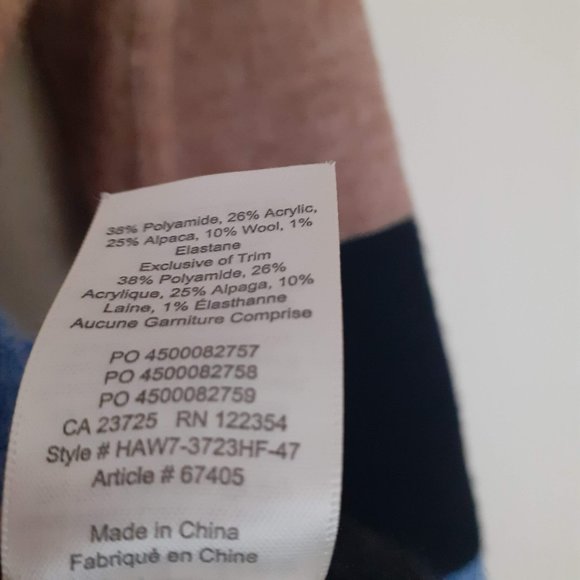 38% Polyamide, 26% Acrylic,
25% Alpaca, 10% Wool, 1%
Elastane
Exclusive of Trim
38% Polyamide, 26%
Acrylique, 25% Alpaga, 10%
Laine, 1% Élasthanne
Aucune Garniture Comprise
PO 4500082757
PO 4500082758
PO 4500082759
CA 23725 RN 122354
Style # HAW7-3723HF-47
Article # 67405
Made in China
Fabriqué en Chine